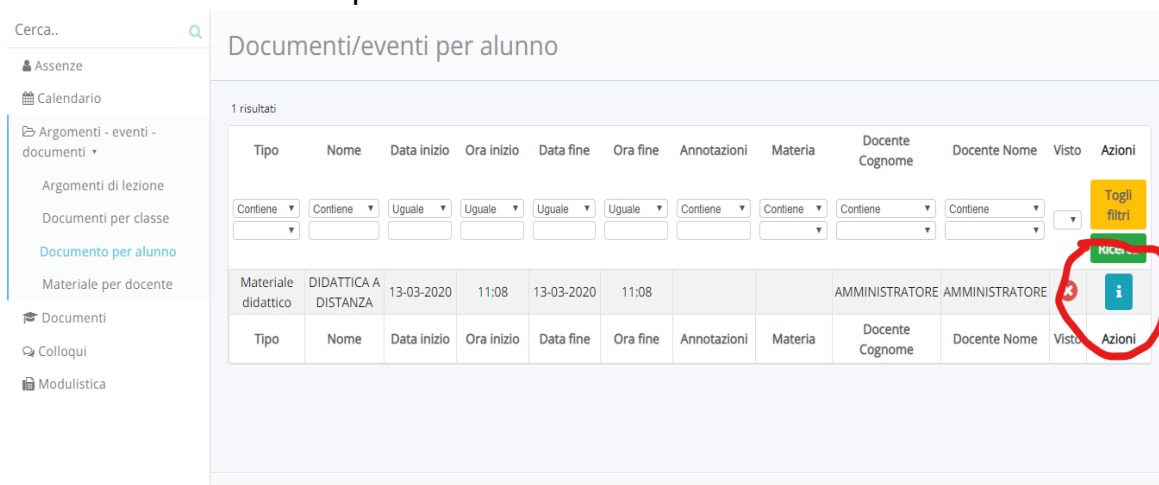 Cerca..
Documenti/eventi per alunno
Assenze
Calendario
Argomenti - eventi -
documenti
Argomenti di lezione
Documenti per classe
Documento per alunno
Materiale per docente
Documenti
Colloqui
Modulistica
1 risultati
Tipo Nome Data inizio Ora inizio Data fine Ora fine Annotazioni Materia Docente Cognome Docente Nome Visto Azioni
Contiene Contiene Uguale Uguale Uguale Uguale Contiene Contiene Contiene Contiene
Togli
filtri
Materiale didattico DIDATTICA A DISTANZA 13-03-2020 11:08 13-03-2020 11:08 AMMINISTRATORE AMMINISTRATORE i
Tipo Nome Data inizio Ora inizio Data fine Ora fine Annotazioni Materia Docente Cognome Docente Nome Visto Azioni